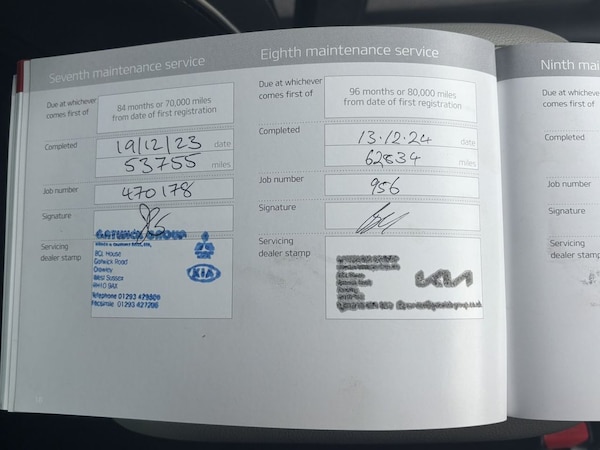 Seventh maintenance service
Due at whichever
comes first of
84 months or 70,000 miles
from date of first registration
Completed
19/12/23 date
53755 miles
Job number
470178
Signature
Servicing
dealer stamp
GATWICK GROUP
BCL House
Gatwick Road
Crawley
West Sussex
RH10 9AX
Telephone 01293 427800
Facsimile 01293 427206
KIA
Eighth maintenance service
Due at whichever
comes first of
96 months or 80,000 miles
from date of first registration
Completed
13.12.24 date
62834 miles
Job number
956
Signature
Servicing
dealer stamp
KIA
Ninth mai
Due at whichever
comes first of
Completed
Job number
Signature
Servicing
dealer stamp